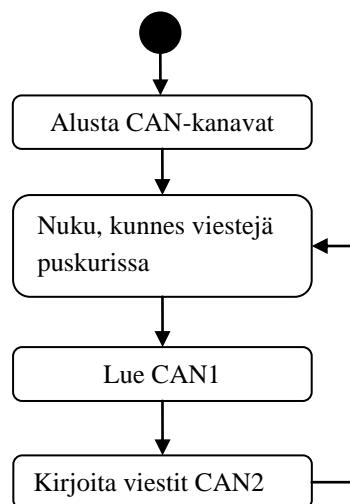 Alusta CAN-kanavat
Nuku, kunnes viestejä
puskurissa
Lue CAN1
Kirjoita viestit CAN2